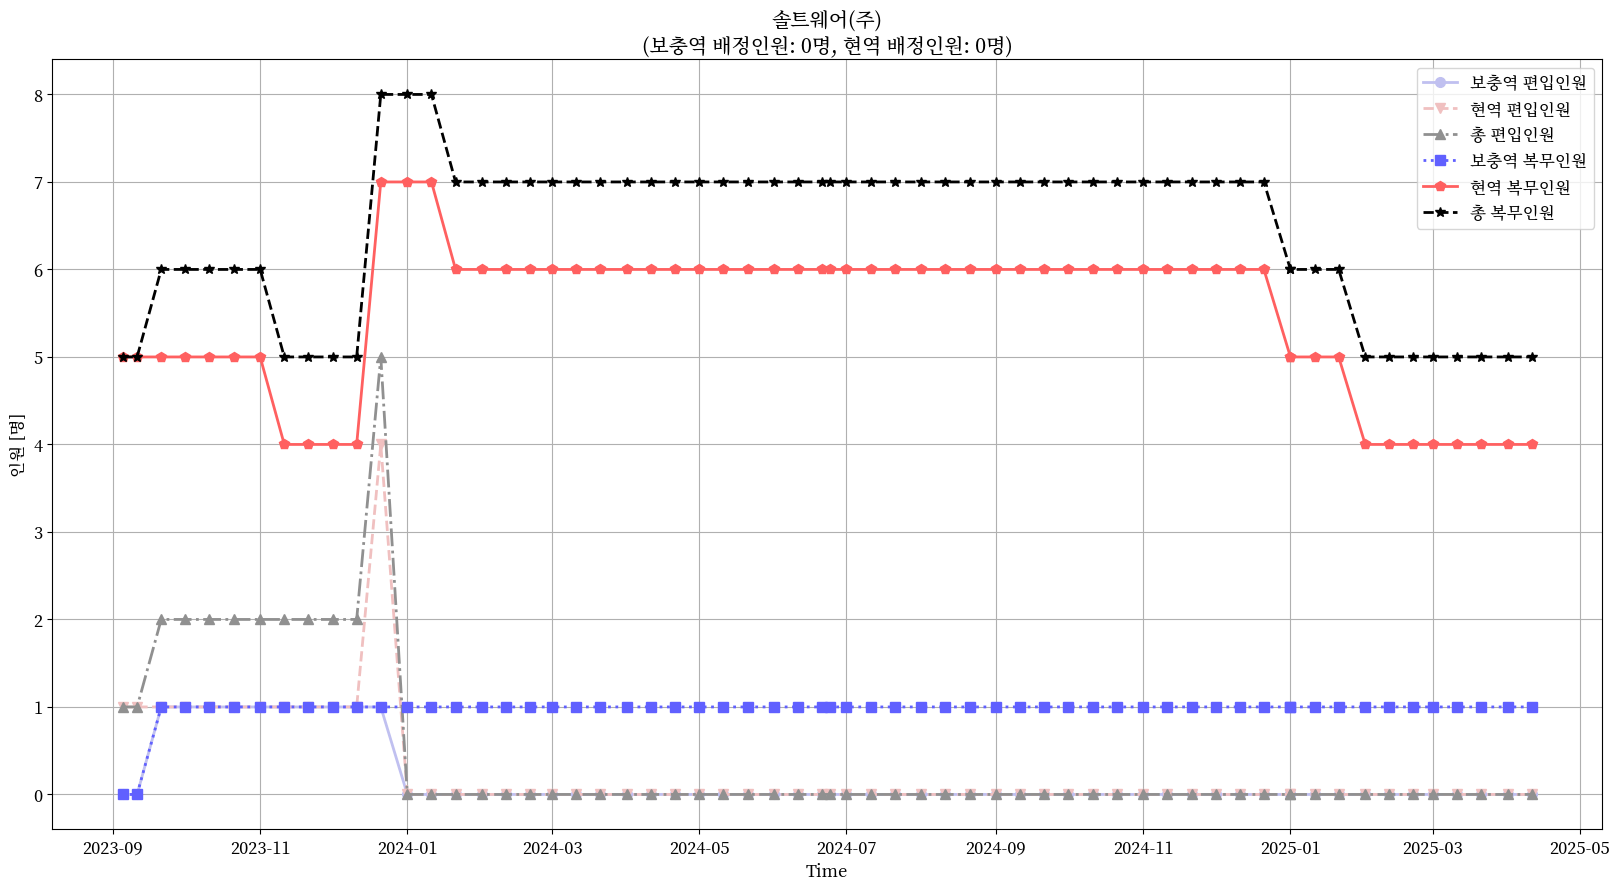 솔트웨어(주)
(보충역 배정인원: 0명, 현역 배정인원: 0명)
보충역 편입인원
현역 편입인원
총 편입인원
보충역 복무인원
현역 복무인원
총 복무인원
인원 [명]
8
7
6
5
4
3
2
1
0
2023-09 2023-11 2024-01 2024-03 2024-05 2024-07 2024-09 2024-11 2025-01 2025-03 2025-05
Time